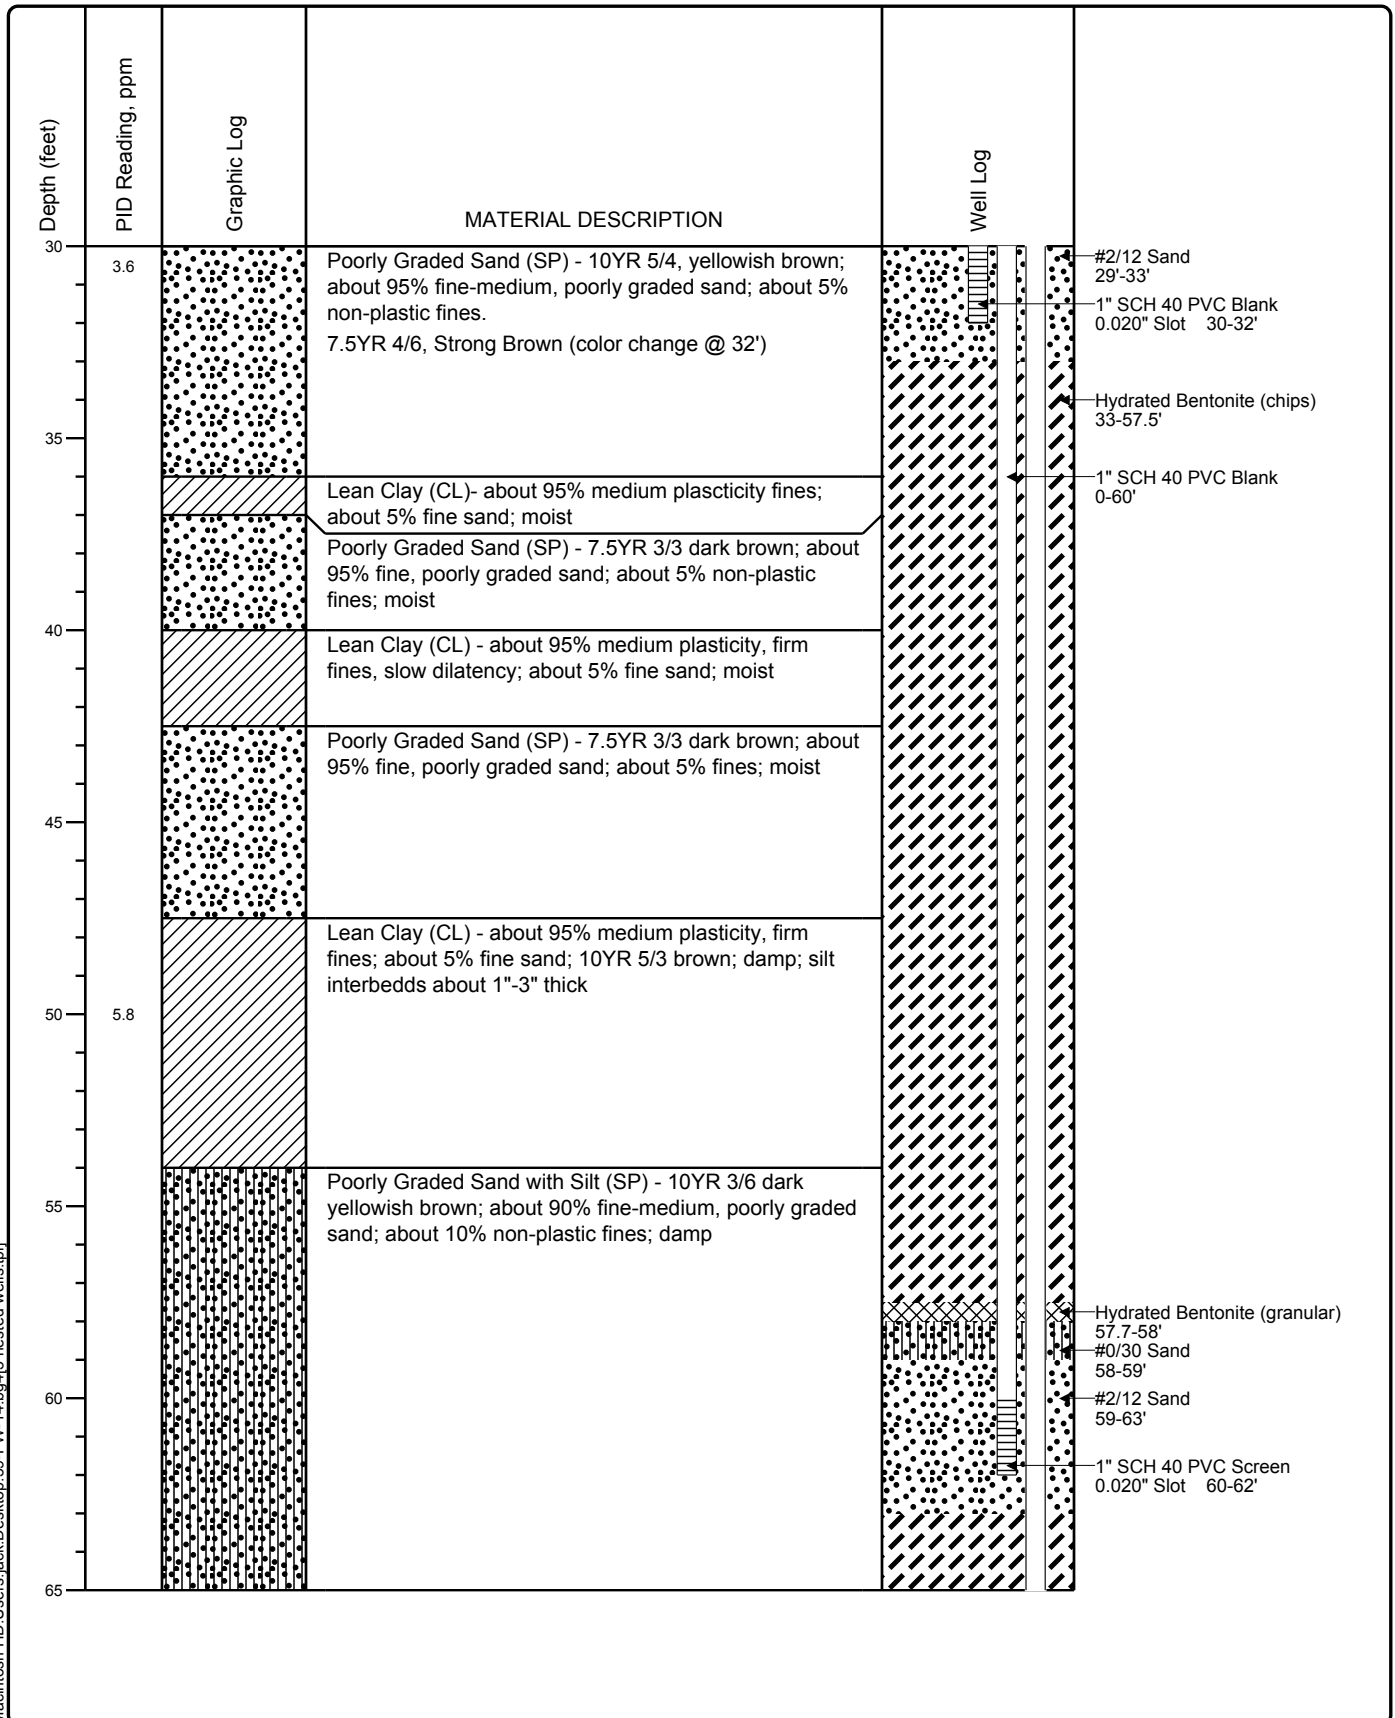 Depth (feet)
PID Reading, ppm
Graphic Log
MATERIAL DESCRIPTION
Well Log
30
3.6
Poorly Graded Sand (SP) - 10YR 5/4, yellowish brown;
about 95% fine-medium, poorly graded sand; about 5%
non-plastic fines.
7.5YR 4/6, Strong Brown (color change @ 32')
#2/12 Sand
29'-33'
1" SCH 40 PVC Blank
0.020" Slot 30-32'
Hydrated Bentonite (chips)
33-57.5'
35
1" SCH 40 PVC Blank
0-60'
Lean Clay (CL)- about 95% medium plascticity fines;
about 5% fine sand; moist
Poorly Graded Sand (SP) - 7.5YR 3/3 dark brown; about
95% fine, poorly graded sand; about 5% non-plastic
fines; moist
40
Lean Clay (CL) - about 95% medium plasticity, firm
fines, slow dilatency; about 5% fine sand; moist
Poorly Graded Sand (SP) - 7.5YR 3/3 dark brown; about
95% fine, poorly graded sand; about 5% fines; moist
45
Lean Clay (CL) - about 95% medium plasticity, firm
fines; about 5% fine sand; 10YR 5/3 brown; damp; silt
interbedds about 1"-3" thick
50
5.8
Poorly Graded Sand with Silt (SP) - 10YR 3/6 dark
yellowish brown; about 90% fine-medium, poorly graded
sand; about 10% non-plastic fines; damp
55
Hydrated Bentonite (granular)
57.7-58'
#0/30 Sand
58-59'
60
#2/12 Sand
59-63'
1" SCH 40 PVC Screen
0.020" Slot 60-62'
65